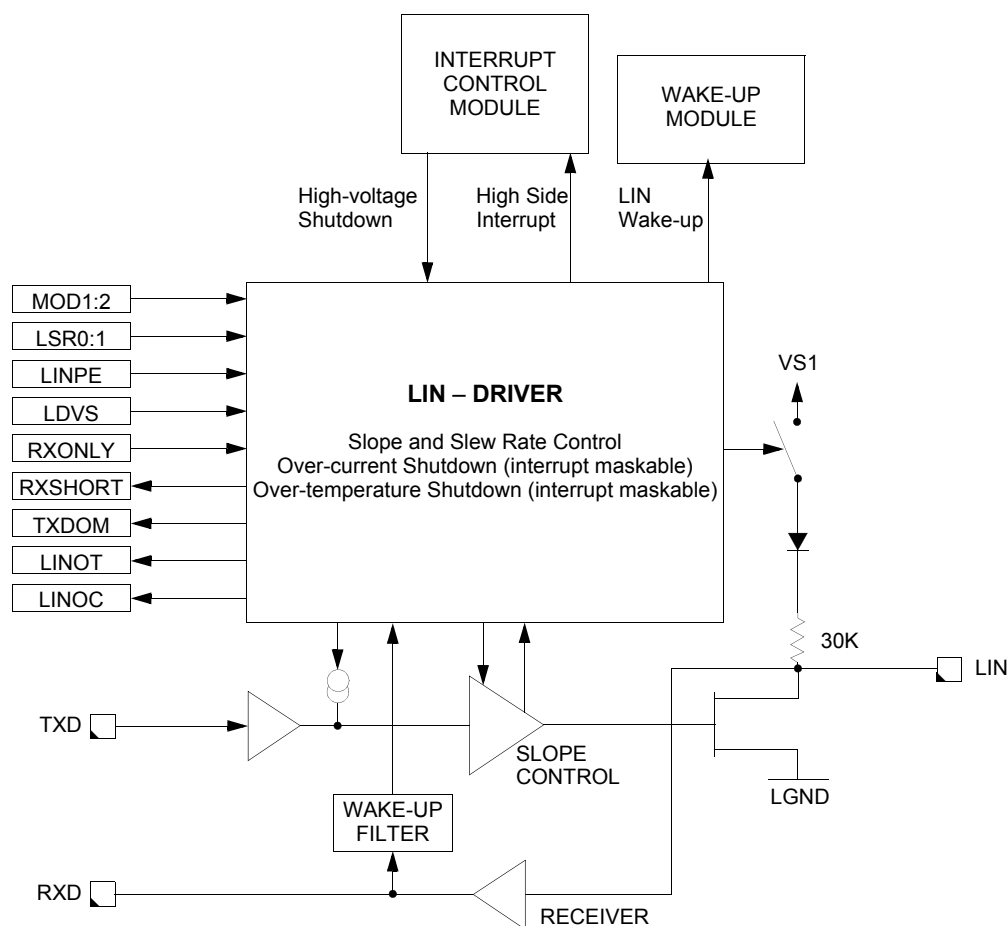 INTERRUPT
CONTROL
MODULE
WAKE-UP
MODULE
High-voltage
Shutdown
High Side
Interrupt
LIN
Wake-up
MOD1:2
LSR0:1
LINPE
LDVS
RXONLY
RXSHORT
TXDOM
LINOT
LINOC
LIN – DRIVER
Slope and Slew Rate Control
Over-current Shutdown (interrupt maskable)
Over-temperature Shutdown (interrupt maskable)
VS1
30K
LIN
TXD
SLOPE
CONTROL
LGND
WAKE-UP
FILTER
RXD
RECEIVER